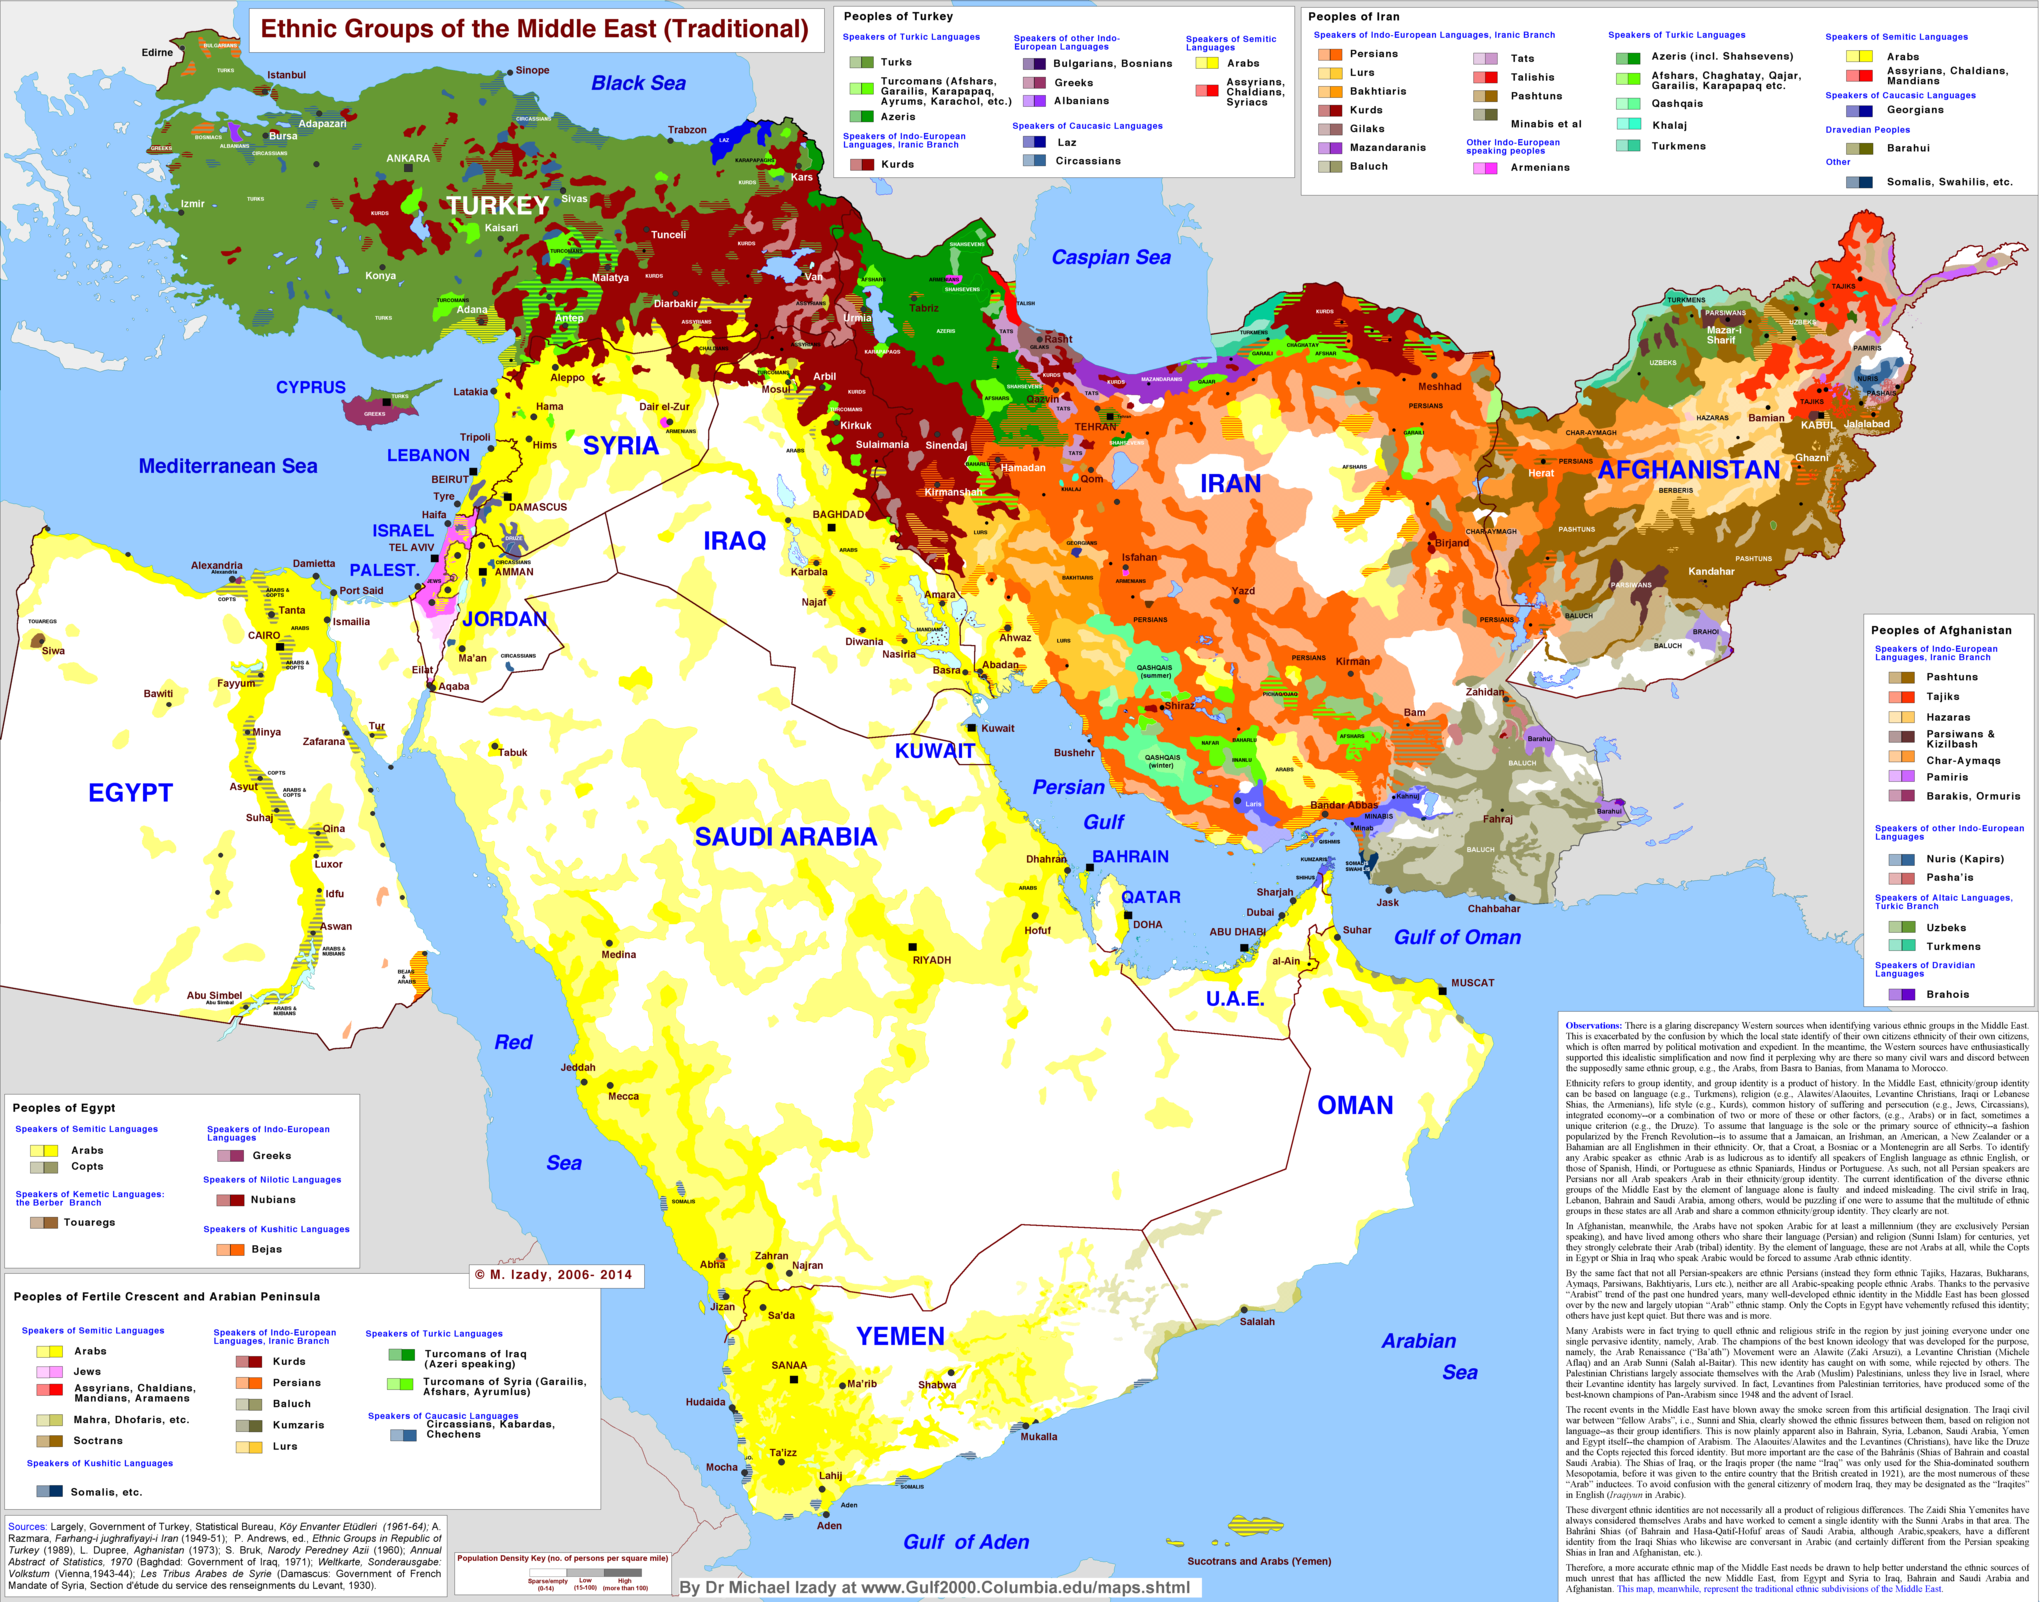 Ethnic Groups of the Middle East (Traditional)
Peoples of Turkey
Speakers of Turkic Languages
Turks
Turcomans (Afshars,
Garailis, Karapapaq,
Ayrums, Karachol, etc.)
Azeris
Speakers of Indo-European
Languages, Iranic Branch
Kurds
Speakers of other Indo-
European Languages
Bulgarians, Bosnians
Greeks
Albanians
Speakers of Caucasic Languages
Laz
Circassians
Speakers of Semitic
Languages
Arabs
Assyrians,
Chaldians,
Syriacs
Peoples of Iran
Speakers of Indo-European Languages, Iranic Branch
Persians
Lurs
Bakhtiaris
Kurds
Gilaks
Mazandaranis
Baluch
Tats
Talishis
Pashtuns
Minabis et al
Other Indo-European
speaking peoples
Armenians
Speakers of Turkic Languages
Azeris (incl. Shahsevens)
Afshars, Chaghatay, Qajar,
Garailis, Karapapaq etc.
Qashqais
Khalaj
Turkmens
Speakers of Semitic Languages
Arabs
Assyrians, Chaldians,
Mandians
Speakers of Caucasic Languages
Georgians
Dravedian Peoples
Barahui
Other
Somalis, Swahilis, etc.
Black Sea
Caspian Sea
Mediterranean Sea
Persian
Gulf
Gulf of Oman
Red
Sea
Arabian
Sea
Gulf of Aden
TURKEY
CYPRUS
SYRIA
LEBANON
ISRAEL
PALEST.
JORDAN
IRAQ
IRAN
AFGHANISTAN
KUWAIT
EGYPT
SAUDI ARABIA
BAHRAIN
QATAR
U.A.E.
OMAN
YEMEN
Edirne
Istanbul
Sinope
Adapazari
Bursa
Trabzon
ANKARA
Kars
Izmir
Sivas
Kaisari
Tunceli
Konya
Malatya
Van
Diarbakir
Adana
Antep
Urmia
Tabriz
Rasht
Aleppo
Latakia
Mosul
Arbil
Hama
Dair el-Zur
Kirkuk
Qazvin
Meshhad
TEHRAN
Tripoli
Hims
Sulaimania
Sinendaj
Hamadan
Qom
BEIRUT
Tyre
DAMASCUS
Kirmanshah
Haifa
BAGHDAD
TEL AVIV
AMMAN
Karbala
Najaf
Amara
Isfahan
Birjand
Yazd
Diwania
Nasiria
Ahwaz
Basra
Abadan
Kirman
Zahidan
Shiraz
Bam
Bushehr
Kuwait
Bandar Abbas
Fahraj
Jask
Chahbahar
Mazar-i
Sharif
Bamian
KABUL
Jalalabad
Ghazni
Herat
Kandahar
Alexandria
Damietta
Port Said
Tanta
Ismailia
CAIRO
Siwa
Fayyum
Bawiti
Minya
Zafarana
Tur
Asyut
Suhaj
Qina
Luxor
Idfu
Aswan
Abu Simbel
Ma'an
Eilat
Aqaba
Tabuk
Dhahran
Hofuf
DOHA
Sharjah
Dubai
ABU DHABI
al-Ain
Suhar
MUSCAT
Medina
RIYADH
Jeddah
Mecca
Abha
Zahran
Najran
Jizan
Sa'da
SANAA
Ma'rib
Shabwa
Hudaida
Ta'izz
Mocha
Lahij
Aden
Mukalla
Salalah
Sucotrans and Arabs (Yemen)
Peoples of Afghanistan
Speakers of Indo-European
Languages, Iranic Branch
Pashtuns
Tajiks
Hazaras
Parsiwans &
Kizilbash
Char-Aymaqs
Pamiris
Barakis, Ormuris
Speakers of other Indo-European
Languages
Nuris (Kapirs)
Pasha'is
Speakers of Altaic Languages,
Turkic Branch
Uzbeks
Turkmens
Speakers of Dravidian
Languages
Brahois
Peoples of Egypt
Speakers of Semitic Languages
Arabs
Copts
Speakers of Kemetic Languages:
the Berber Branch
Touaregs
Speakers of Indo-European
Languages
Greeks
Speakers of Nilotic Languages
Nubians
Speakers of Kushitic Languages
Bejas
© M. Izady, 2006- 2014
Peoples of Fertile Crescent and Arabian Peninsula
Speakers of Semitic Languages
Arabs
Jews
Assyrians, Chaldians,
Mandians, Aramaens
Mahra, Dhofaris, etc.
Soctrans
Speakers of Kushitic Languages
Somalis, etc.
Speakers of Indo-European
Languages, Iranic Branch
Kurds
Persians
Baluch
Kumzaris
Lurs
Speakers of Turkic Languages
Turcomans of Iraq
(Azeri speaking)
Turcomans of Syria (Garailis,
Afshars, Ayrumlus)
Speakers of Caucasic Languages
Circassians, Kabardas,
Chechens
Sources: Largely, Government of Turkey, Statistical Bureau, Köy Envanter Etüdleri (1961-64); A.
Razmara, Farhang-i jughrafiyayi-i Iran (1949-51); P. Andrews, ed., Ethnic Groups in Republic of
Turkey (1989), L. Dupree, Aghanistan (1973); S. Bruk, Narody Peredney Azii (1960); Annual
Abstract of Statistics, 1970 (Baghdad: Government of Iraq, 1971); Weltkarte, Sonderausgabe:
Volkstum (Vienna,1943-44); Les Tribus Arabes de Syrie (Damascus: Government of French
Mandate of Syria, Section d'étude du service des renseignments du Levant, 1930).
Population Density Key (no. of persons per square mile)
Sparse/empty
(0-14)
Low
(15-100)
High
(more than 100)
By Dr Michael Izady at www.Gulf2000.Columbia.edu/maps.shtml
Observations: There is a glaring discrepancy Western sources when identifying various ethnic groups in the Middle East.
This is exacerbated by the confusion by which the local state identify of their own citizens ethnicity of their own citizens,
which is often marred by political motivation and expedient. In the meantime, the Western sources have enthusiastically
supported this idealistic simplification and now find it perplexing why are there so many civil wars and discord between
the supposedly same ethnic group, e.g., the Arabs, from Basra to Banias, from Manama to Morocco.
Ethnicity refers to group identity, and group identity is a product of history. In the Middle East, ethnicity/group identity
can be based on language (e.g., Turkmens), religion (e.g., Alawites/Alaouites, Levantine Christians, Iraqi or Lebanese
Shias, the Armenians), life style (e.g., Kurds), common history of suffering and persecution (e.g., Jews, Circassians),
integrated economy--or a combination of two or more of these or other factors, (e.g., Arabs) or in fact, sometimes a
unique criterion (e.g., the Druze). To assume that language is the sole or the primary source of ethnicity--a fashion
popularized by the French Revolution--is to assume that a Jamaican, an Irishman, an American, a New Zealander or a
Bahamian are all Englishmen in their ethnicity. Or, that a Croat, a Bosniac or a Montenegrin are all Serbs. To identify
any Arabic speaker as ethnic Arab is as ludicrous as to identify all speakers of English language as ethnic English, or
those of Spanish, Hindi, or Portuguese as ethnic Spaniards, Hindus or Portuguese. As such, not all Persian speakers are
Persians nor all Arab speakers Arab in their ethnicity/group identity. The current identification of the diverse ethnic
groups of the Middle East by the element of language alone is faulty and indeed misleading. The civil strife in Iraq,
Lebanon, Bahrain and Saudi Arabia, among others, would be puzzling if one were to assume that the multitude of ethnic
groups in these states are all Arab and share a common ethnicity/group identity. They clearly are not.
In Afghanistan, meanwhile, the Arabs have not spoken Arabic for at least a millennium (they are exclusively Persian
speaking), and have lived among others who share their language (Persian) and religion (Sunni Islam) for centuries, yet
they strongly celebrate their Arab (tribal) identity. By the element of language, these are not Arabs at all, while the Copts
in Egypt or Shia in Iraq who speak Arabic would be forced to assume Arab ethnic identity.
By the same fact that not all Persian-speakers are ethnic Persians (instead they form ethnic Tajiks, Hazaras, Bukharans,
Aymaqs, Parsiwans, Bakhtiyaris, Lurs etc.), neither are all Arabic-speaking people ethnic Arabs. Thanks to the pervasive
"Arabist" trend of the past one hundred years, many well-developed ethnic identity in the Middle East has been glossed
over by the new and largely utopian "Arab" ethnic stamp. Only the Copts in Egypt have vehemently refused this identity;
others have just kept quiet. But there was and is more.
Many Arabists were in fact trying to quell ethnic and religious strife in the region by just joining everyone under one
single pervasive identity, namely, Arab. The champions of the best known ideology that was developed for the purpose,
namely, the Arab Renaissance ("Ba'ath") Movement were an Alawite (Zaki Arsuzi), a Levantine Christian (Michele
Aflaq) and an Arab Sunni (Salah al-Baitar). This new identity has caught on with some, while rejected by others. The
Palestinian Christians largely associate themselves with the Arab (Muslim) Palestinians, unless they live in Israel, where
their Levantine identity has largely survived. In fact, Levantines from Palestinian territories, have produced some of the
best-known champions of Pan-Arabism since 1948 and the advent of Israel.
The recent events in the Middle East have blown away the smoke screen from this artificial designation. The Iraqi civil
war between "fellow Arabs", i.e., Sunni and Shia, clearly showed the ethnic fissures between them, based on religion not
language--as their group identifiers. This is now plainly apparent also in Bahrain, Syria, Lebanon, Saudi Arabia, Yemen
and Egypt itself--the champion of Arabism. The Alaouites/Alawites and the Levantines (Christians), have like the Druze
and the Copts rejected this forced identity. But more important are the case of the Bahrânis (Shias of Bahrain and coastal
Saudi Arabia). The Shias of Iraq, or the Iraqis proper (the name "Iraq" was only used for the Shia-dominated southern
Mesopotamia, before it was given to the entire country that the British created in 1921), are the most numerous of these
"Arab" inductees. To avoid confusion with the general citizenry of modern Iraq, they may be designated as the "Iraqites"
in English (Iraqiyun in Arabic).
These divergent ethnic identities are not necessarily all a product of religious differences. The Zaidi Shia Yemenites have
always considered themselves Arabs and have worked to cement a single identity with the Sunni Arabs in that area. The
Bahrâni Shias (of Bahrain and Hasa-Qatif-Hofuf areas of Saudi Arabia, although Arabic,speakers, have a different
identity from the Iraqi Shias who likewise are conversant in Arabic (and certainly different from the Persian speaking
Shias in Iran and Afghanistan, etc.).
Therefore, a more accurate ethnic map of the Middle East needs be drawn to help better understand the ethnic sources of
much unrest that has afflicted the new Middle East, from Egypt and Syria to Iraq, Bahrain and Saudi Arabia and
Afghanistan. This map, meanwhile, represent the traditional ethnic subdivisions of the Middle East.